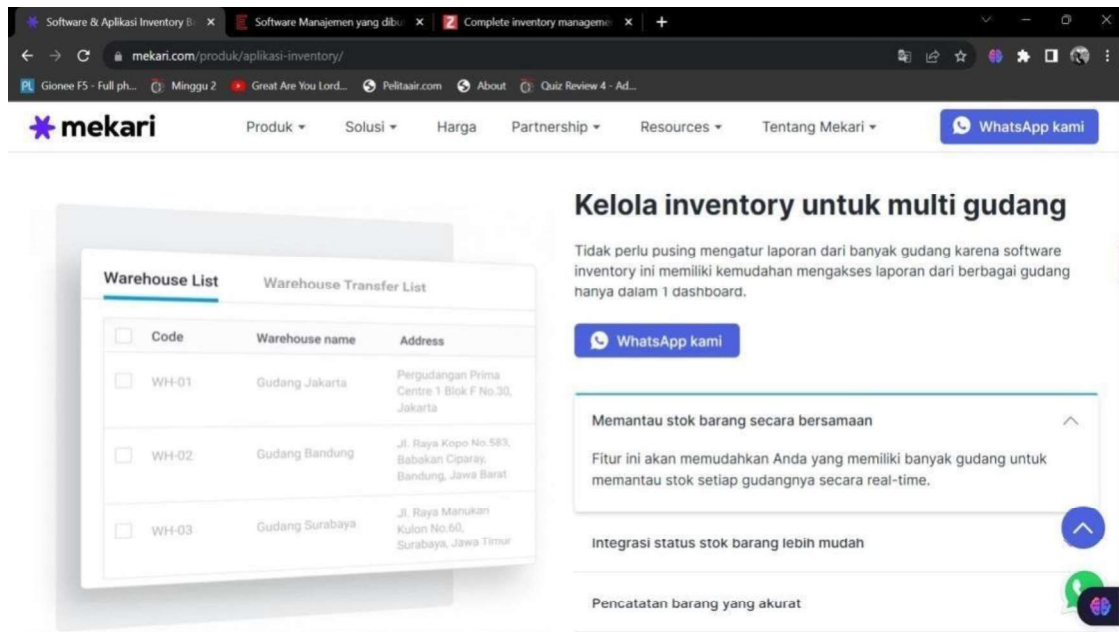 Software & Aplikasi Inventory B
Software Manajemen yang dibu
Z Complete inventory manageme
mekari.com/produk/aplikasi-inventory/
PL Gionee F5 - Full ph... Minggu 2 Great Are You Lord... Pelitaair.com About Quiz Review 4 - Ad...
mekari Produk Solusi Harga Partnership Resources Tentang Mekari WhatsApp kami
Warehouse List Warehouse Transfer List
Code Warehouse name Address
WH-01 Gudang Jakarta Pergudangan Prima
Centre 1 Blok F No.30,
Jakarta
WH-02 Gudang Bandung Jl. Raya Kopo No.583,
Babakan Ciparay,
Bandung, Jawa Barat
WH-03 Gudang Surabaya Jl. Raya Manukan
Kulon No.60,
Surabaya, Jawa Timur
Kelola inventory untuk multi gudang
Tidak perlu pusing mengatur laporan dari banyak gudang karena software
inventory ini memiliki kemudahan mengakses laporan dari berbagai gudang
hanya dalam 1 dashboard.
WhatsApp kami
Memantau stok barang secara bersamaan
Fitur ini akan memudahkan Anda yang memiliki banyak gudang untuk
memantau stok setiap gudangnya secara real-time.
Integrasi status stok barang lebih mudah
Pencatatan barang yang akurat